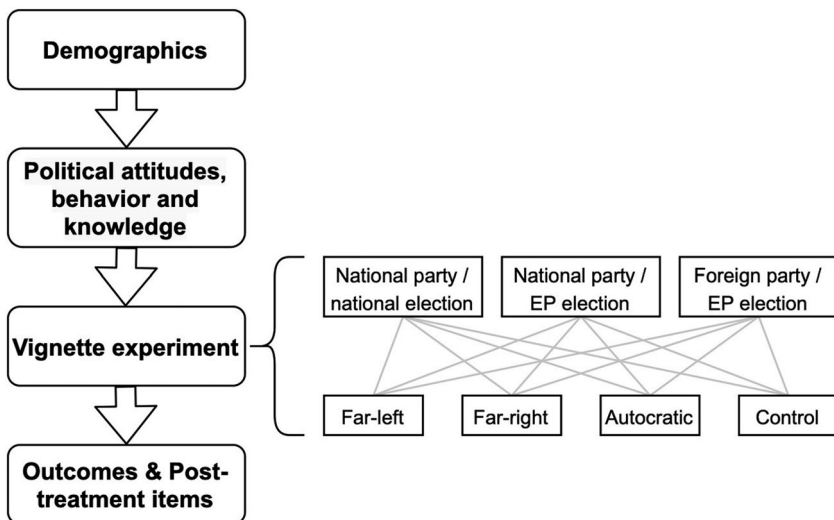 Demographics
Political attitudes,
behavior and
knowledge
Vignette experiment
Outcomes & Post-
treatment items
National party /
national election
National party /
EP election
Foreign party /
EP election
Far-left
Far-right
Autocratic
Control